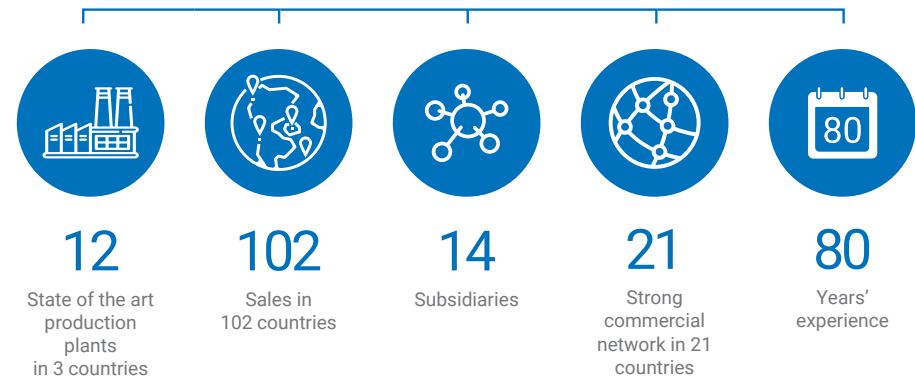 80
12
State of the art
production
plants
in 3 countries
102
Sales in
102 countries
14
Subsidiaries
21
Strong
commercial
network in 21
countries
80
Years’
experience